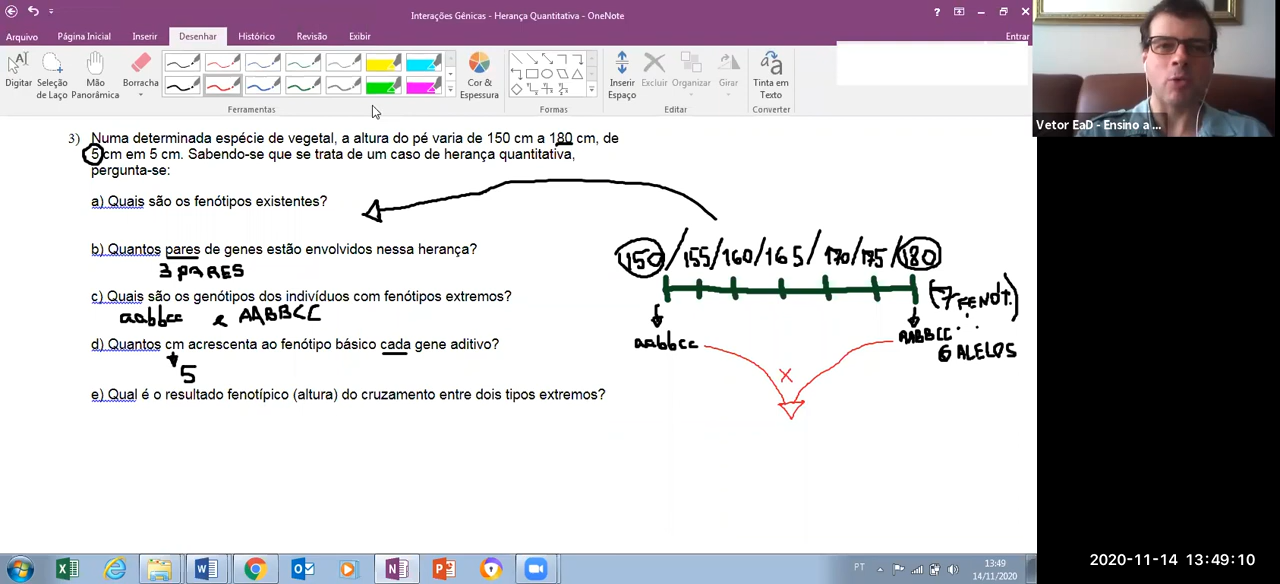 Interações Gênicas - Herança Quantitativa - OneNote
Arquivo Página Inicial Inserir Desenhar Histórico Revisão Exibir Entrar
Digitar Seleção de Laço Mão Panorâmica Borracha Cor & Espessura Inserir Espaço Excluir Organizar Girar Tinta em Texto
Ferramentas Formas Editar Converter
Vetor EaD - Ensino a ...
3) Numa determinada espécie de vegetal, a altura do pé varia de 150 cm a 180 cm, de
5 cm em 5 cm. Sabendo-se que se trata de um caso de herança quantitativa,
pergunta-se:
a) Quais são os fenótipos existentes?
b) Quantos pares de genes estão envolvidos nessa herança?
3 PARES
c) Quais são os genótipos dos indivíduos com fenótipos extremos?
aabbcc e AABBCC
d) Quantos cm acrescenta ao fenótipo básico cada gene aditivo?
5
e) Qual é o resultado fenotípico (altura) do cruzamento entre dois tipos extremos?
150 / 155 / 160 / 165 / 170 / 175 / 180
(7 FENÓT.)
aabbcc AABBCC
6 ALELOS
X
2020-11-14 13:49:10
PT 13:49
14/11/2020